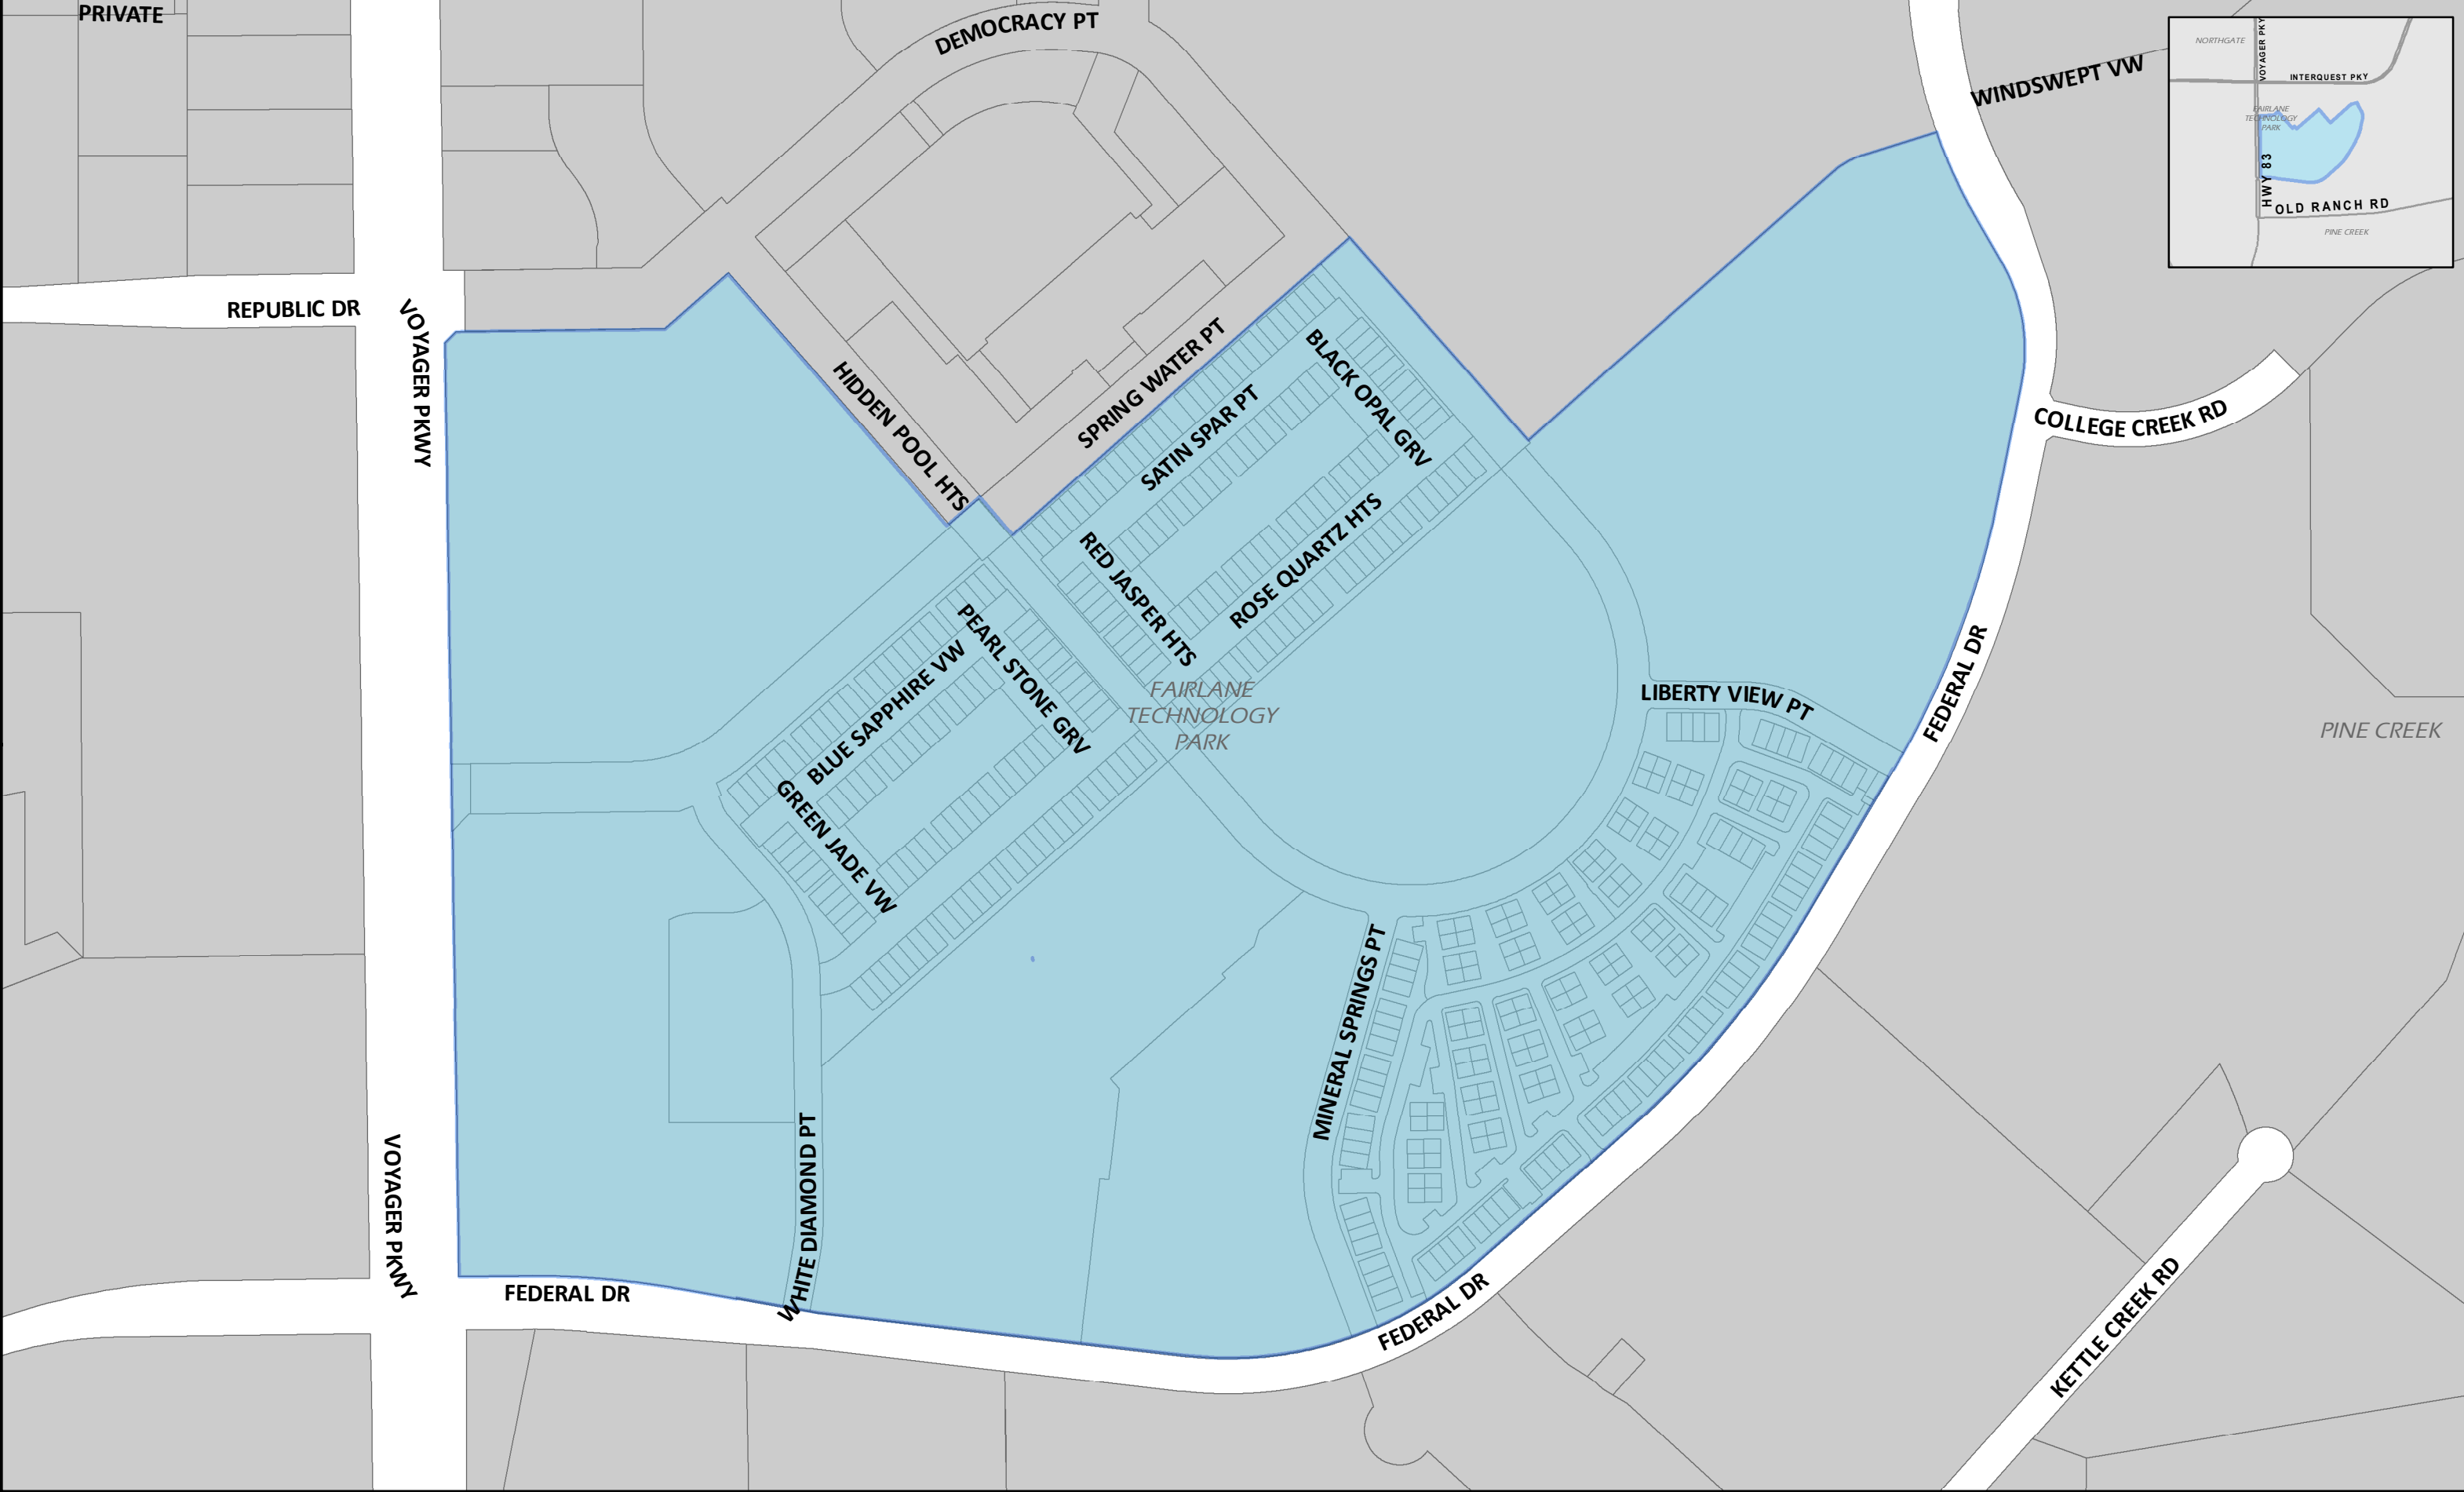 PRIVATE
DEMOCRACY PT
WINDSWEPT VW
NORTHGATE
VOYAGER PKY
INTERQUEST PKY
FAIRLANE
TECHNOLOGY
PARK
HWY 83
OLD RANCH RD
PINE CREEK
REPUBLIC DR
VOYAGER PKWY
HIDDEN POOL HTS
SPRING WATER PT
SATIN SPAR PT
BLACK OPAL GRV
COLLEGE CREEK RD
RED JASPER HTS
ROSE QUARTZ HTS
PEARL STONE GRV
BLUE SAPPHIRE VW
GREEN JADE VW
FAIRLANE
TECHNOLOGY
PARK
LIBERTY VIEW PT
FEDERAL DR
PINE CREEK
MINERAL SPRINGS PT
WHITE DIAMOND PT
VOYAGER PKWY
FEDERAL DR
FEDERAL DR
KETTLE CREEK RD